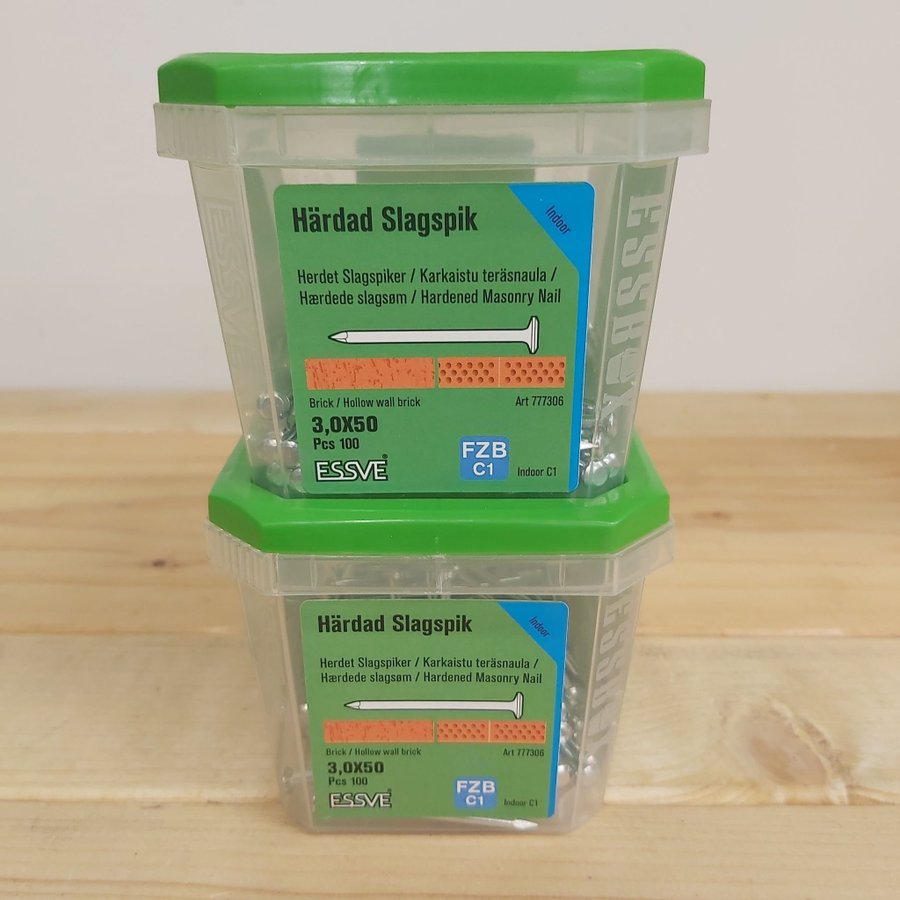 ESSVE
ESSBOX
Härdad Slagspik
Indoor
Herdet Slagspiker / Karkaistu teräsnaula /
Hærdede slagsøm / Hardened Masonry Nail
Brick / Hollow wall brick
Art 777306
3,0X50
Pcs 100
ESSVE®
FZB
C1
Indoor C1
ESSBOX
Härdad Slagspik
Indoor
Herdet Slagspiker / Karkaistu teräsnaula /
Hærdede slagsøm / Hardened Masonry Nail
Brick / Hollow wall brick
Art 777306
3,0X50
Pcs 100
ESSVE
FZB
C1
Indoor C1